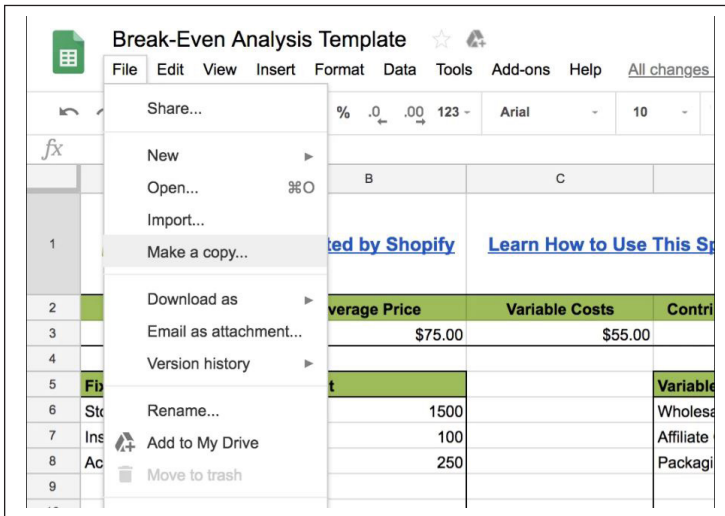 Break-Even Analysis Template
File Edit View Insert Format Data Tools Add-ons Help All changes
% .0 .00 123 Arial 10
fx
B C
1 ted by Shopify Learn How to Use This Sp
2 verage Price Variable Costs Contri
3 $75.00 $55.00
4
5 Fix t Variable
6 Sto 1500 Wholesa
7 Ins 100 Affiliate
8 Ac 250 Packagi
9
Share...
New
Open... ⌘O
Import...
Make a copy...
Download as
Email as attachment...
Version history
Rename...
Add to My Drive
Move to trash